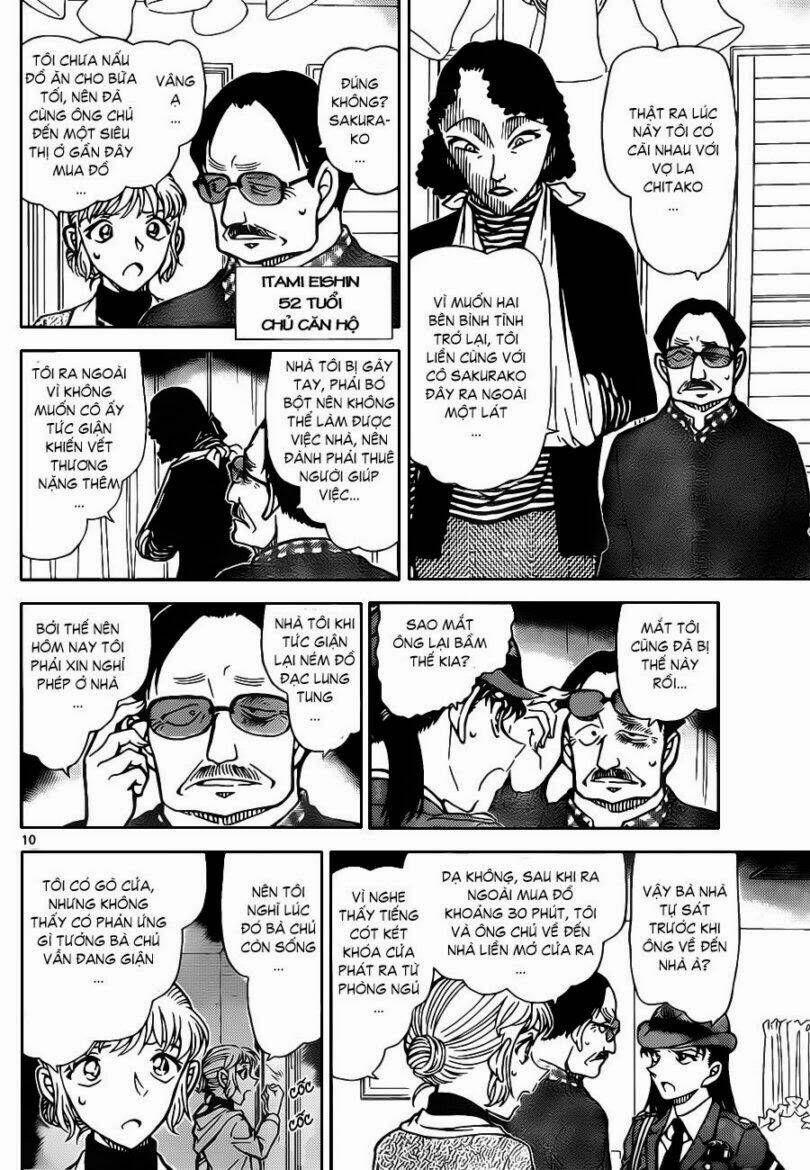 THẬT RA LÚC
NÃY TÔI CÓ
CÃI NHAU VỚI
VỢ LÀ
CHITAKO
...
VÌ MUỐN HAI
BÊN BÌNH TĨNH
TRỞ LẠI, TÔI
LIỀN CÙNG VỚI
CÔ SAKURAKO
ĐÂY RA NGOÀI
MỘT LÁT
...
ĐÚNG
KHÔNG?
SAKURA-
KO
...
VÂNG
Ạ
...
TÔI CHƯA NẤU
ĐỒ ĂN CHO BỮA
TỐI, NÊN ĐÃ
CÙNG ÔNG CHỦ
ĐẾN MỘT SIÊU
THỊ Ở GẦN ĐÂY
MUA ĐỒ
...
ITAMI EISHIN
52 TUỔI
CHỦ CĂN HỘ
NHÀ TÔI BỊ GÃY
TAY, PHẢI BÓ
BỘT NÊN KHÔNG
THỂ LÀM ĐƯỢC
VIỆC NHÀ, NÊN
ĐÀNH PHẢI THUÊ
NGƯỜI GIÚP
VIỆC...
TÔI RA NGOÀI
VÌ KHÔNG
MUỐN CÔ ẤY
TỨC GIẬN
KHIẾN VẾT
THƯƠNG
NẶNG THÊM
...
MẮT TÔI
CŨNG ĐÃ BỊ
THẾ NÀY
RỒI...
SAO MẮT
ÔNG LẠI BẦM
THẾ KIA?
NHÀ TÔI KHI
TỨC GIẬN
LẠI NÉM ĐỒ
ĐẠC LUNG
TUNG
...
BỞI THẾ NÊN
HÔM NAY TÔI
PHẢI XIN NGHỈ
PHÉP Ở NHÀ
...
10
VẬY BÀ NHÀ
TỰ SÁT
TRƯỚC KHI
ÔNG VỀ ĐẾN
NHÀ À?
DẠ KHÔNG, SAU KHI RA
NGOÀI MUA ĐỒ
KHOẢNG 30 PHÚT, TÔI
VÀ ÔNG CHỦ VỀ ĐẾN
NHÀ LIỀN MỞ CỬA RA
...
VÌ NGHE
THẤY TIẾNG
CÓT KÉT
KHÓA CỬA
PHÁT RA TỪ
PHÒNG NGỦ
...
NÊN TÔI
NGHĨ LÚC
ĐÓ BÀ CHỦ
CÒN SỐNG
...
TÔI CÓ GÕ CỬA,
NHƯNG KHÔNG
THẤY CÓ PHẢN ỨNG
GÌ TƯỞNG BÀ CHỦ
VẪN ĐANG GIẬN
...
CỐC
CỐC